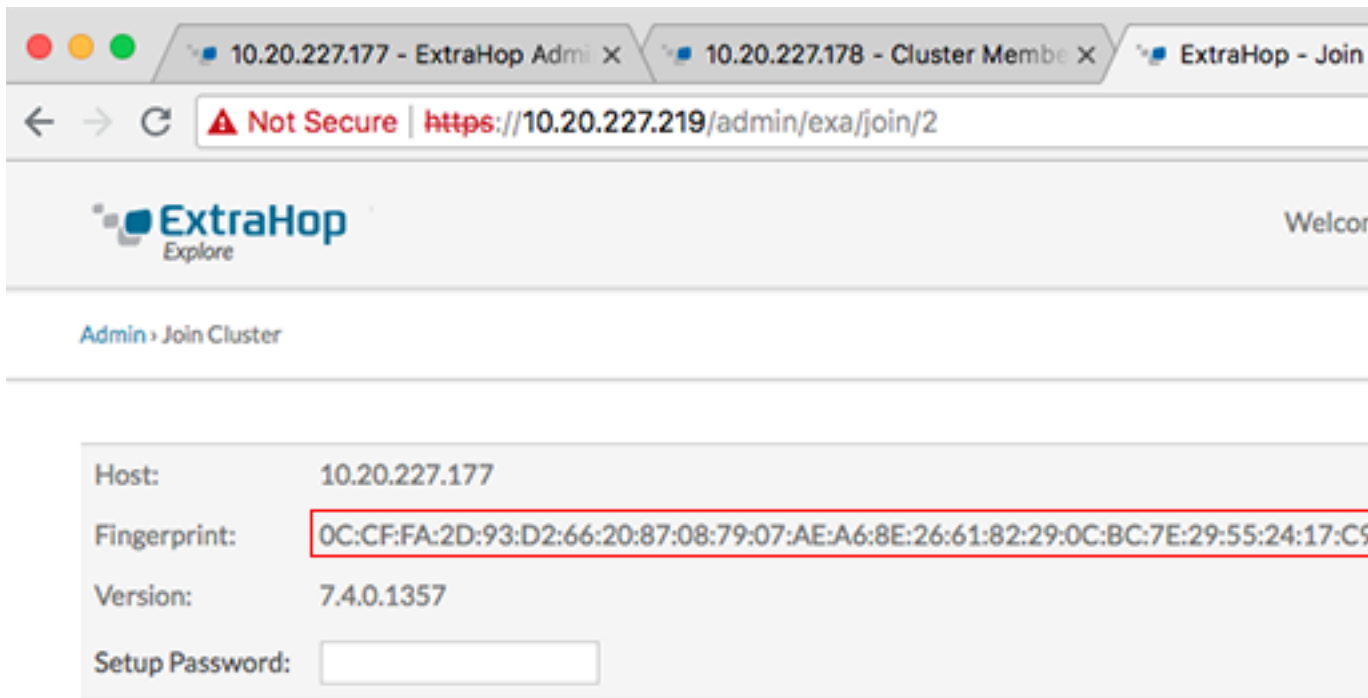 10.20.227.177 - ExtraHop Admi
10.20.227.178 - Cluster Membe
ExtraHop - Join
Not Secure | https://10.20.227.219/admin/exa/join/2
ExtraHop
Explore
Welcom
Admin › Join Cluster
Host: 10.20.227.177
Fingerprint: 0C:CF:FA:2D:93:D2:66:20:87:08:79:07:AE:A6:8E:26:61:82:29:0C:BC:7E:29:55:24:17:C9
Version: 7.4.0.1357
Setup Password: